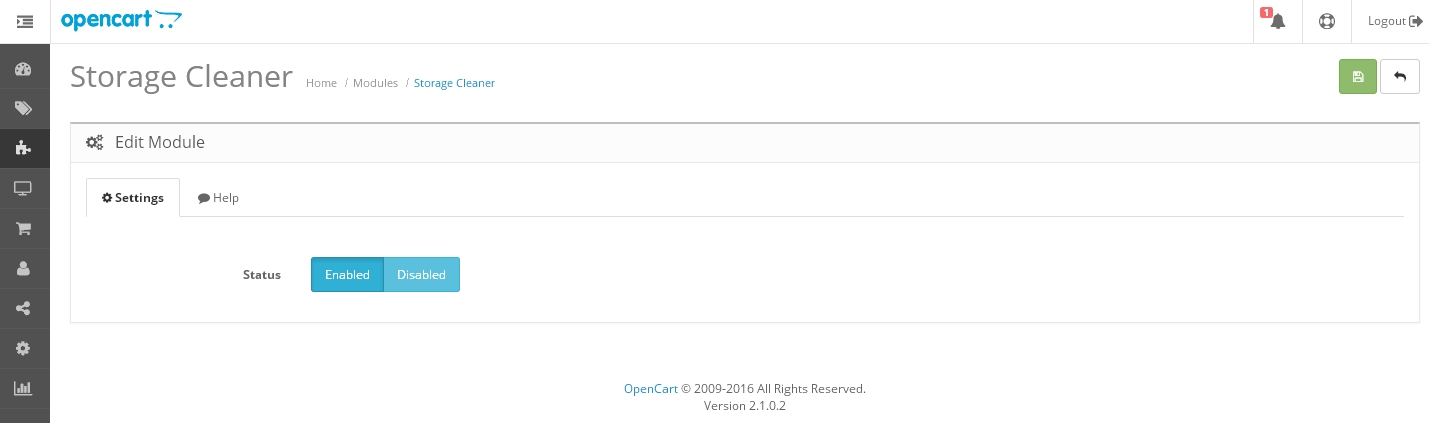 opencart
1
Logout
Storage Cleaner
Home / Modules / Storage Cleaner
Edit Module
Settings
Help
Status
Enabled
Disabled
OpenCart © 2009-2016 All Rights Reserved.
Version 2.1.0.2